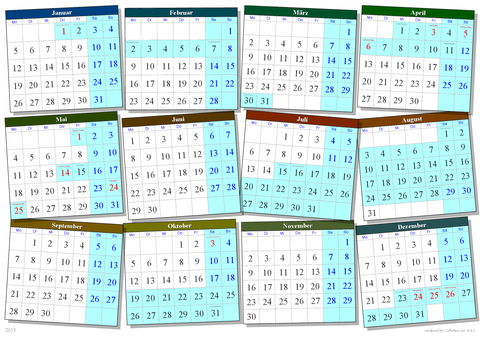 Januar
Mo Di Mi Do Fr Sa So
1 2 3 4
5 6 7 8 9 10 11
12 13 14 15 16 17 18
19 20 21 22 23 24 25
26 27 28 29 30 31
Februar
Mo Di Mi Do Fr Sa So
1
2 3 4 5 6 7 8
9 10 11 12 13 14 15
16 17 18 19 20 21 22
23 24 25 26 27 28
März
Mo Di Mi Do Fr Sa So
1
2 3 4 5 6 7 8
9 10 11 12 13 14 15
16 17 18 19 20 21 22
23 24 25 26 27 28 29
30 31
April
Mo Di Mi Do Fr Sa So
1 2 3 4 5
6 7 8 9 10 11 12
13 14 15 16 17 18 19
20 21 22 23 24 25 26
27 28 29 30
Mai
Mo Di Mi Do Fr Sa So
1 2 3
4 5 6 7 8 9 10
11 12 13 14 15 16 17
18 19 20 21 22 23 24
25 26 27 28 29 30 31
Juni
Mo Di Mi Do Fr Sa So
1 2 3 4 5 6 7
8 9 10 11 12 13 14
15 16 17 18 19 20 21
22 23 24 25 26 27 28
29 30
Juli
Mo Di Mi Do Fr Sa So
1 2 3 4 5
6 7 8 9 10 11 12
13 14 15 16 17 18 19
20 21 22 23 24 25 26
27 28 29 30 31
August
Mo Di Mi Do Fr Sa So
1 2
3 4 5 6 7 8 9
10 11 12 13 14 15 16
17 18 19 20 21 22 23
24 25 26 27 28 29 30
31
September
Mo Di Mi Do Fr Sa So
1 2 3 4 5 6
7 8 9 10 11 12 13
14 15 16 17 18 19 20
21 22 23 24 25 26 27
28 29 30
Oktober
Mo Di Mi Do Fr Sa So
1 2 3 4
5 6 7 8 9 10 11
12 13 14 15 16 17 18
19 20 21 22 23 24 25
26 27 28 29 30 31
November
Mo Di Mi Do Fr Sa So
1
2 3 4 5 6 7 8
9 10 11 12 13 14 15
16 17 18 19 20 21 22
23 24 25 26 27 28 29
30
Dezember
Mo Di Mi Do Fr Sa So
1 2 3 4 5 6
7 8 9 10 11 12 13
14 15 16 17 18 19 20
21 22 23 24 25 26 27
28 29 30 31
2015